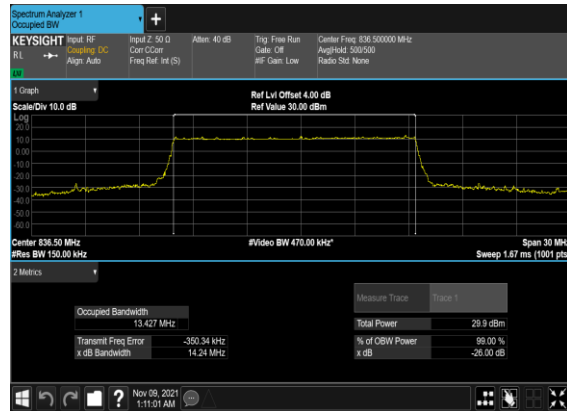 Spectrum Analyzer 1
Occupied BW
+
KEYSIGHT Input: RF Input Z: 50 Ω Atten: 40 dB Trig: Free Run Center Freq: 836.500000 MHz
RL Coupling: DC Corr CCorr Gate: Off Avg|Hold: 500/500
Align: Auto Freq Ref: Int (S) #IF Gain: Low Radio Std: None
1 Graph
Ref Lvl Offset 4.00 dB
Scale/Div 10.0 dB Ref Value 30.00 dBm
Log
20.0
10.0
0.00
-10.0
-20.0
-30.0
-40.0
-50.0
-60.0
Center 836.50 MHz #Video BW 470.00 kHz* Span 30 MHz
#Res BW 150.00 kHz Sweep 1.67 ms (1001 pts
2 Metrics
Measure Trace Trace 1
Occupied Bandwidth
13.427 MHz Total Power 29.9 dBm
Transmit Freq Error -350.34 kHz % of OBW Power 99.00 %
x dB Bandwidth 14.24 MHz x dB -26.00 dB
? Nov 09, 2021
1:11:01 AM